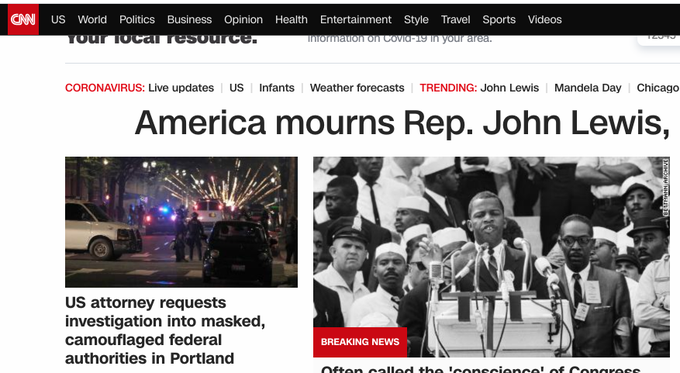 CNN US World Politics Business Opinion Health Entertainment Style Travel Sports Videos
Your local resource.
information on Covid-19 in your area.
CORONAVIRUS: Live updates | US | Infants | Weather forecasts | TRENDING: John Lewis | Mandela Day | Chicago
America mourns Rep. John Lewis,
US attorney requests
investigation into masked,
camouflaged federal
authorities in Portland
BREAKING NEWS
Often called the 'conscience' of Congress